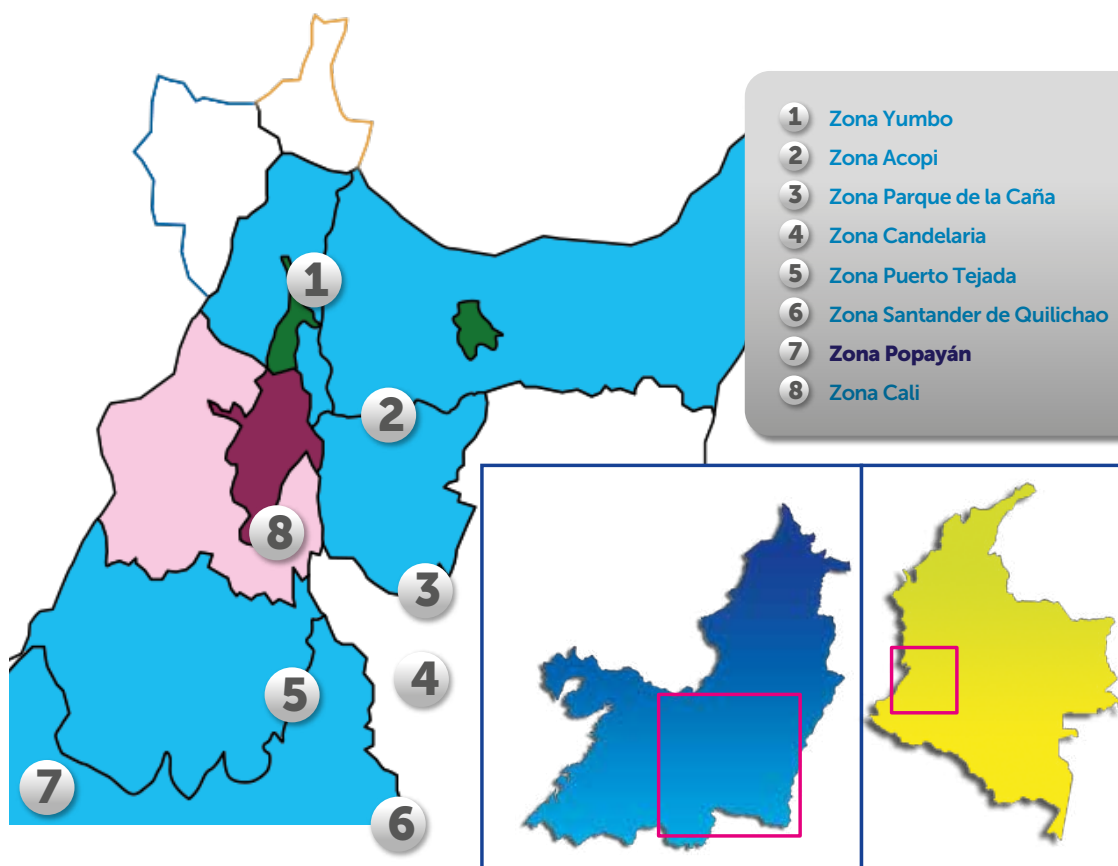 1 Zona Yumbo
2 Zona Acopi
3 Zona Parque de la Caña
4 Zona Candelaria
5 Zona Puerto Tejada
6 Zona Santander de Quilichao
7 Zona Popayán
8 Zona Cali
1
2
8
3
4
5
7
6